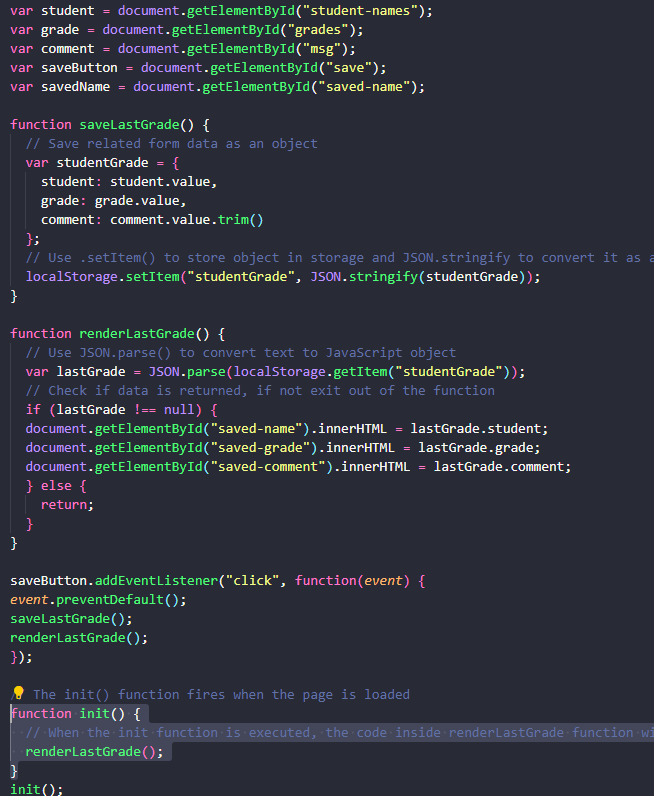 var student = document.getElementById("student-names");
var grade = document.getElementById("grades");
var comment = document.getElementById("msg");
var saveButton = document.getElementById("save");
var savedName = document.getElementById("saved-name");

function saveLastGrade() {
  // Save related form data as an object
  var studentGrade = {
    student: student.value,
    grade: grade.value,
    comment: comment.value.trim()
  };
  // Use .setItem() to store object in storage and JSON.stringify to convert it as a
  localStorage.setItem("studentGrade", JSON.stringify(studentGrade));
}

function renderLastGrade() {
  // Use JSON.parse() to convert text to JavaScript object
  var lastGrade = JSON.parse(localStorage.getItem("studentGrade"));
  // Check if data is returned, if not exit out of the function
  if (lastGrade !== null) {
  document.getElementById("saved-name").innerHTML = lastGrade.student;
  document.getElementById("saved-grade").innerHTML = lastGrade.grade;
  document.getElementById("saved-comment").innerHTML = lastGrade.comment;
  } else {
    return;
  }
}

saveButton.addEventListener("click", function(event) {
event.preventDefault();
saveLastGrade();
renderLastGrade();
});

The init() function fires when the page is loaded
function init() {
  // When the init function is executed, the code inside renderLastGrade function
  renderLastGrade();
}
init();